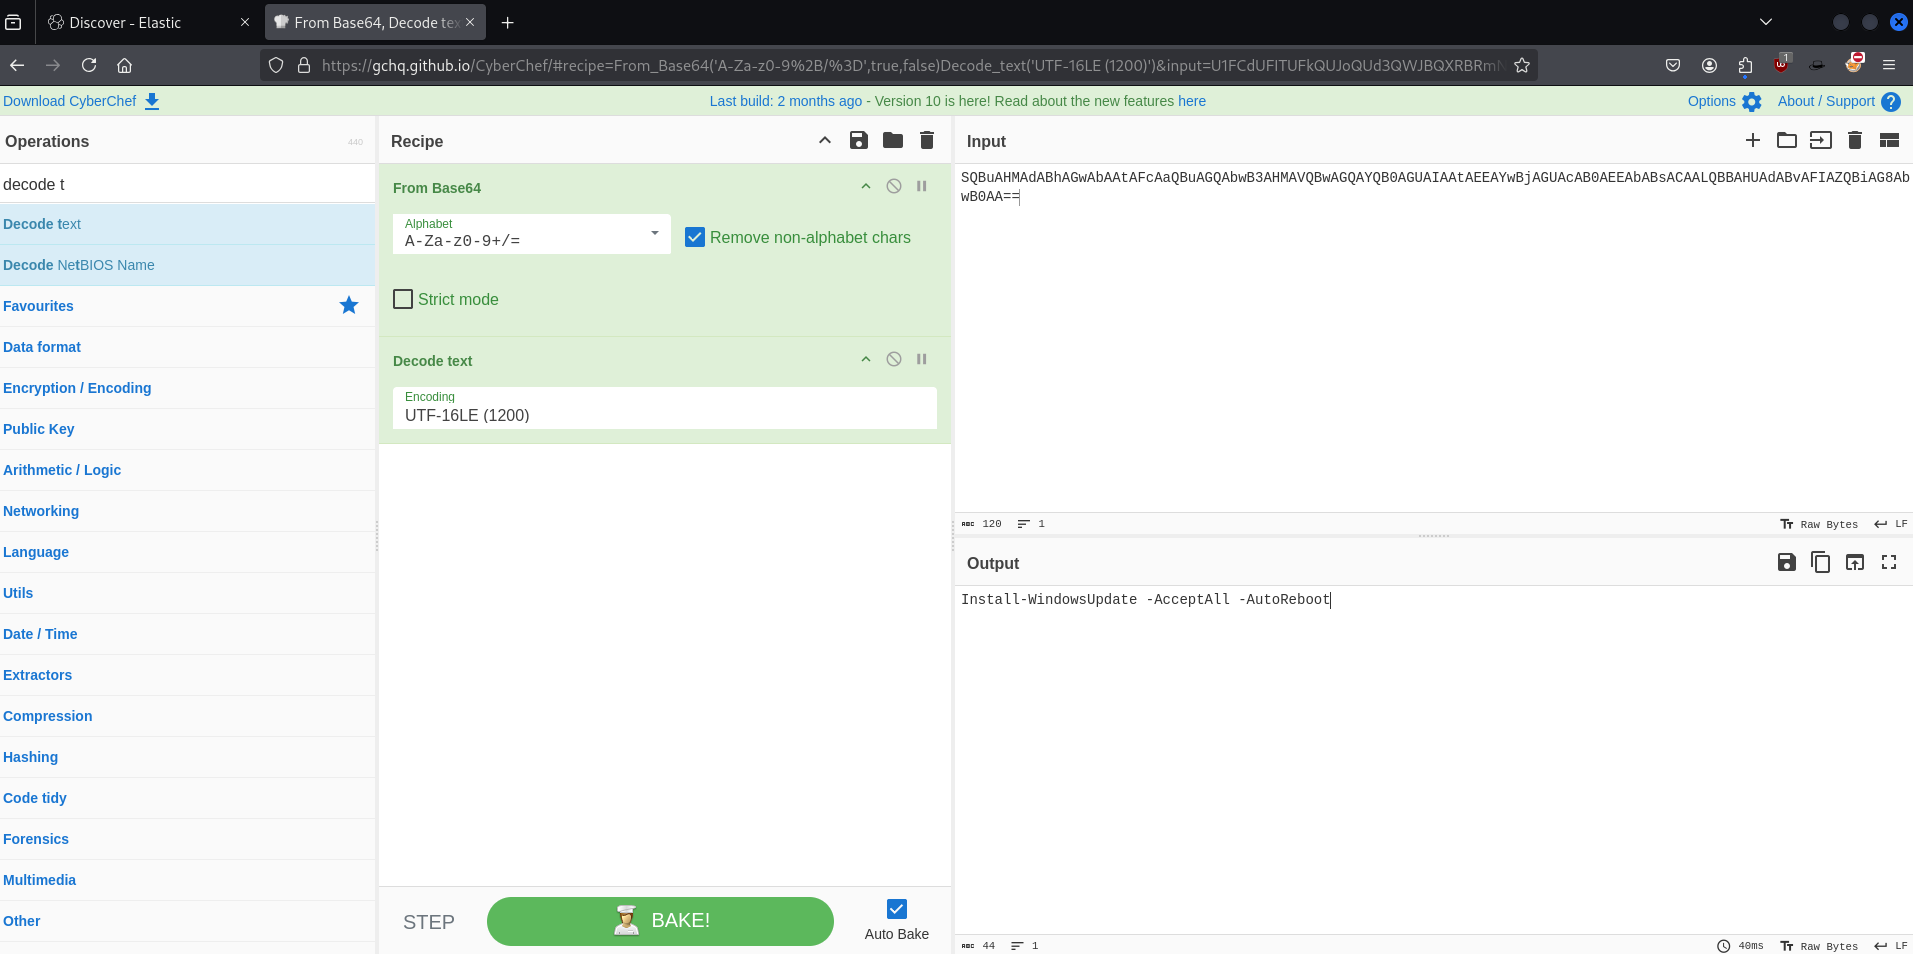 Discover - Elastic
From Base64, Decode tex
https://gchq.github.io/CyberChef/#recipe=From_Base64('A-Za-z0-9%2B/%3D',true,false)Decode_text('UTF-16LE (1200)')&input=U1FCdUFITUFkQUJoQUd3QWJBQXRBRm
1
Download CyberChef
Last build: 2 months ago - Version 10 is here! Read about the new features here
Options
About / Support
Operations
440
decode t
Decode text
Decode NetBIOS Name
Favourites
Data format
Encryption / Encoding
Public Key
Arithmetic / Logic
Networking
Language
Utils
Date / Time
Extractors
Compression
Hashing
Code tidy
Forensics
Multimedia
Other
Recipe
From Base64
Alphabet
A-Za-z0-9+/=
Remove non-alphabet chars
Strict mode
Decode text
Encoding
UTF-16LE (1200)
STEP
BAKE!
Auto Bake
Input
SQBuAHMAdABhAGwAbAAtAFcAaQBuAGQAbwB3AHMAVQBwAGQAYQB0AGUAIAAtAEEAYwBjAGUAcAB0AEEAbABsACAALQBBAHUAdABvAFIAZQBiAG8Ab
wB0AA==
ABC 120 1
Raw Bytes LF
Output
Install-WindowsUpdate -AcceptAll -AutoReboot
ABC 44 1
40ms Raw Bytes LF